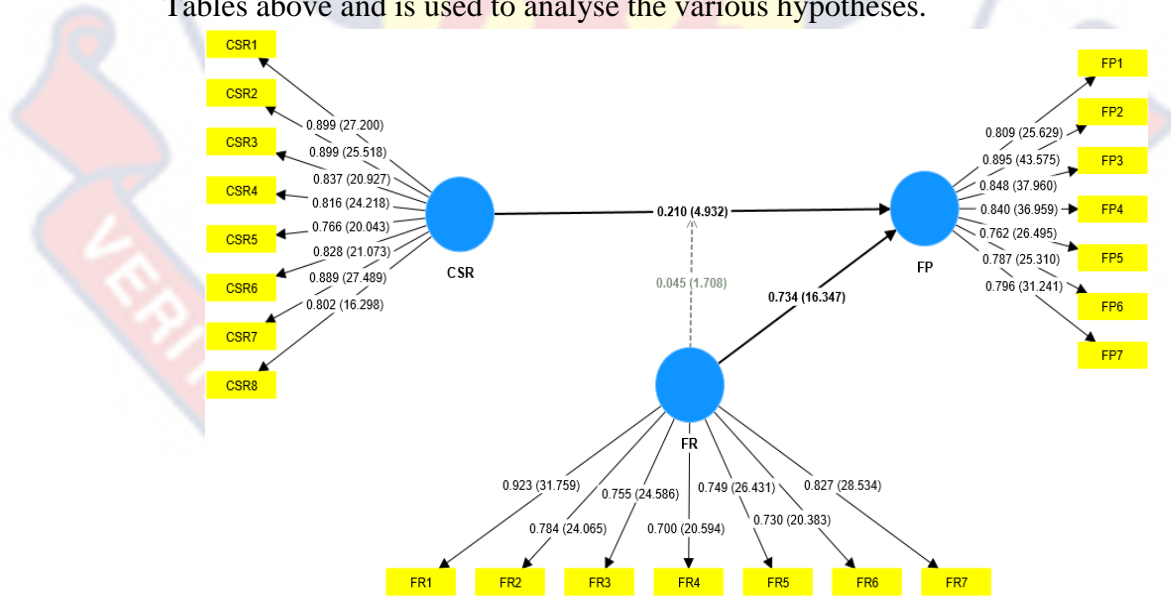 Tables above and is used to analyse the various hypotheses.
CSR1
CSR2
CSR3
CSR4
CSR5
CSR6
CSR7
CSR8
0.899 (27.200)
0.899 (25.518)
0.837 (20.927)
0.816 (24.218)
0.766 (20.043)
0.828 (21.073)
0.889 (27.489)
0.802 (16.298)
CSR
0.210 (4.932)
0.045 (1.708)
0.734 (16.347)
FP
0.809 (25.629)
0.895 (43.575)
0.848 (37.960)
0.840 (36.959)
0.762 (26.495)
0.787 (25.310)
0.796 (31.241)
FP1
FP2
FP3
FP4
FP5
FP6
FP7
FR
0.923 (31.759)
0.784 (24.065)
0.755 (24.586)
0.700 (20.594)
0.749 (26.431)
0.730 (20.383)
0.827 (28.534)
FR1
FR2
FR3
FR4
FR5
FR6
FR7
VERI